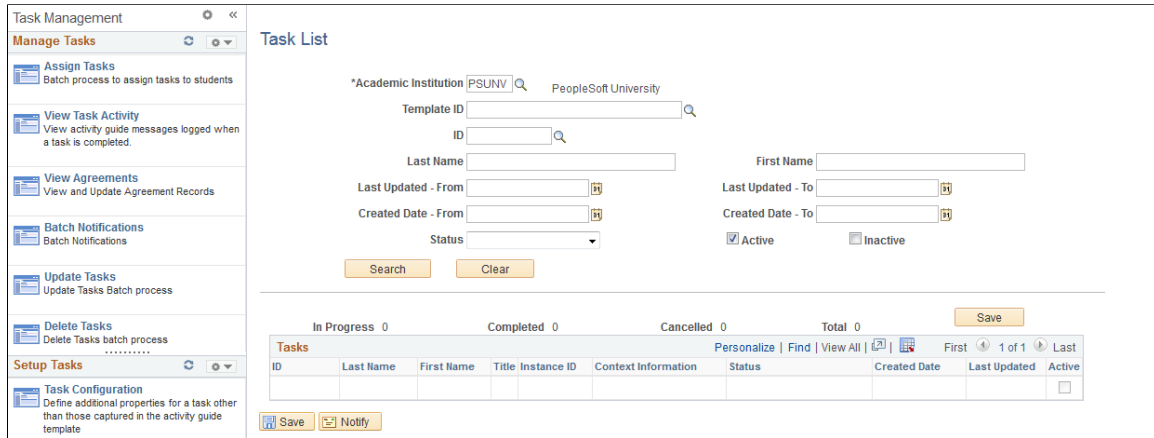 Task Management
Manage Tasks
Assign Tasks
Batch process to assign tasks to students
View Task Activity
View activity guide messages logged when
a task is completed.
View Agreements
View and Update Agreement Records
Batch Notifications
Batch Notifications
Update Tasks
Update Tasks Batch process
Delete Tasks
Delete Tasks batch process
Setup Tasks
Task Configuration
Define additional properties for a task other
than those captured in the activity guide
template
Task List
*Academic Institution PSUNV PeopleSoft University
Template ID
ID
Last Name First Name
Last Updated - From Last Updated - To
Created Date - From Created Date - To
Status Active Inactive
Search Clear
Save
In Progress 0 Completed 0 Cancelled 0 Total 0
Tasks Personalize | Find | View All | | First 1 of 1 Last
ID Last Name First Name Title Instance ID Context Information Status Created Date Last Updated Active
Save Notify